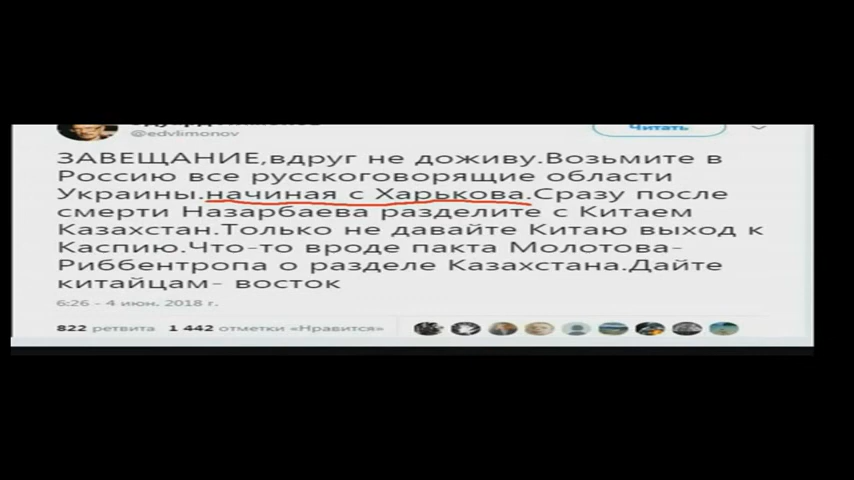 @edvlimonov
Читать
ЗАВЕЩАНИЕ,вдруг не доживу.Возьмите в
Россию все русскоговорящие области
Украины.начиная с Харькова.Сразу после
смерти Назарбаева разделите с Китаем
Казахстан.Только не давайте Китаю выход к
Каспию.Что-то вроде пакта Молотова-
Риббентропа о разделе Казахстана.Дайте
китайцам- восток
6:26 - 4 июн. 2018 г.
822 ретвита 1 442 отметки «Нравится»